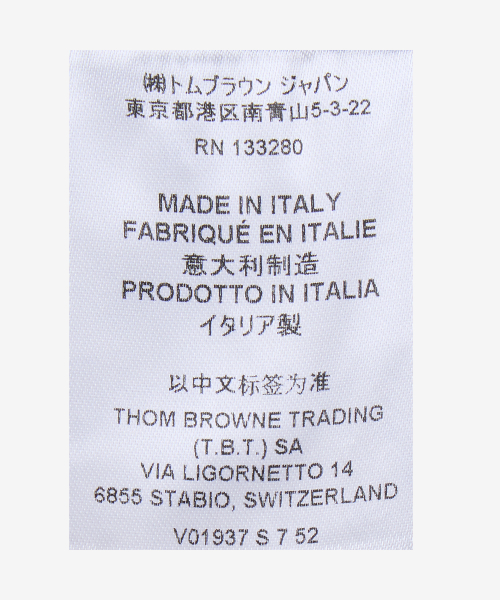 ㈱トムブラウン ジャパン
東京都港区南青山5-3-22
RN 133280
MADE IN ITALY
FABRIQUÉ EN ITALIE
意大利制造
PRODOTTO IN ITALIA
イタリア製
以中文标签为准
THOM BROWNE TRADING
(T.B.T.) SA
VIA LIGORNETTO 14
6855 STABIO, SWITZERLAND
V01937 S 7 52